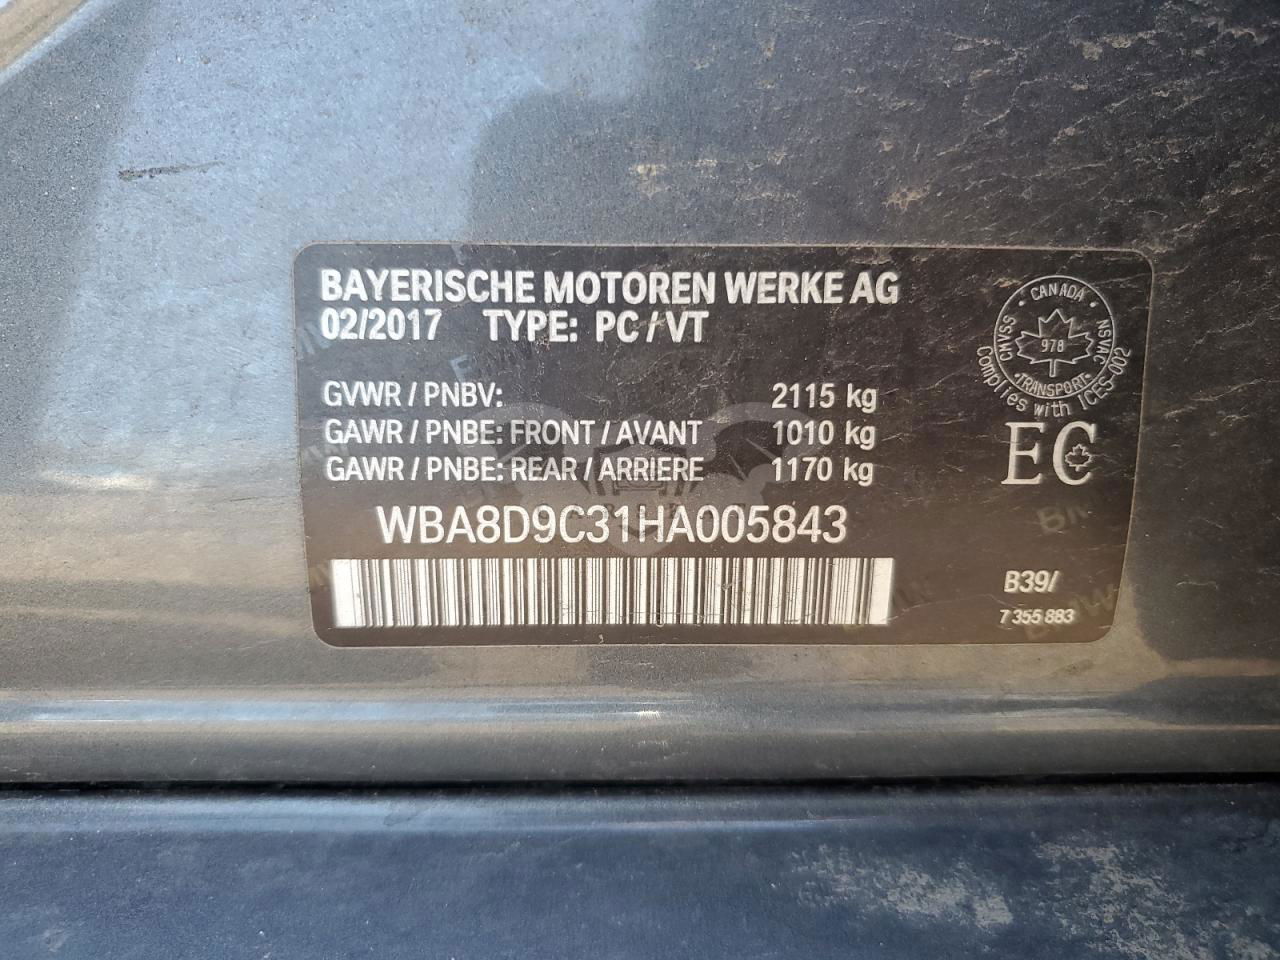 BAYERISCHE MOTOREN WERKE AG
02/2017 TYPE: PC / VT
GVWR / PNBV: 2115 kg
GAWR / PNBE: FRONT / AVANT 1010 kg
GAWR / PNBE: REAR / ARRIERE 1170 kg
WBA8D9C31HA005843
CANADA
CMVSS
NSVAC
978
TRANSPORT
Complies with ICES-002
EC
B39/
7 355 883